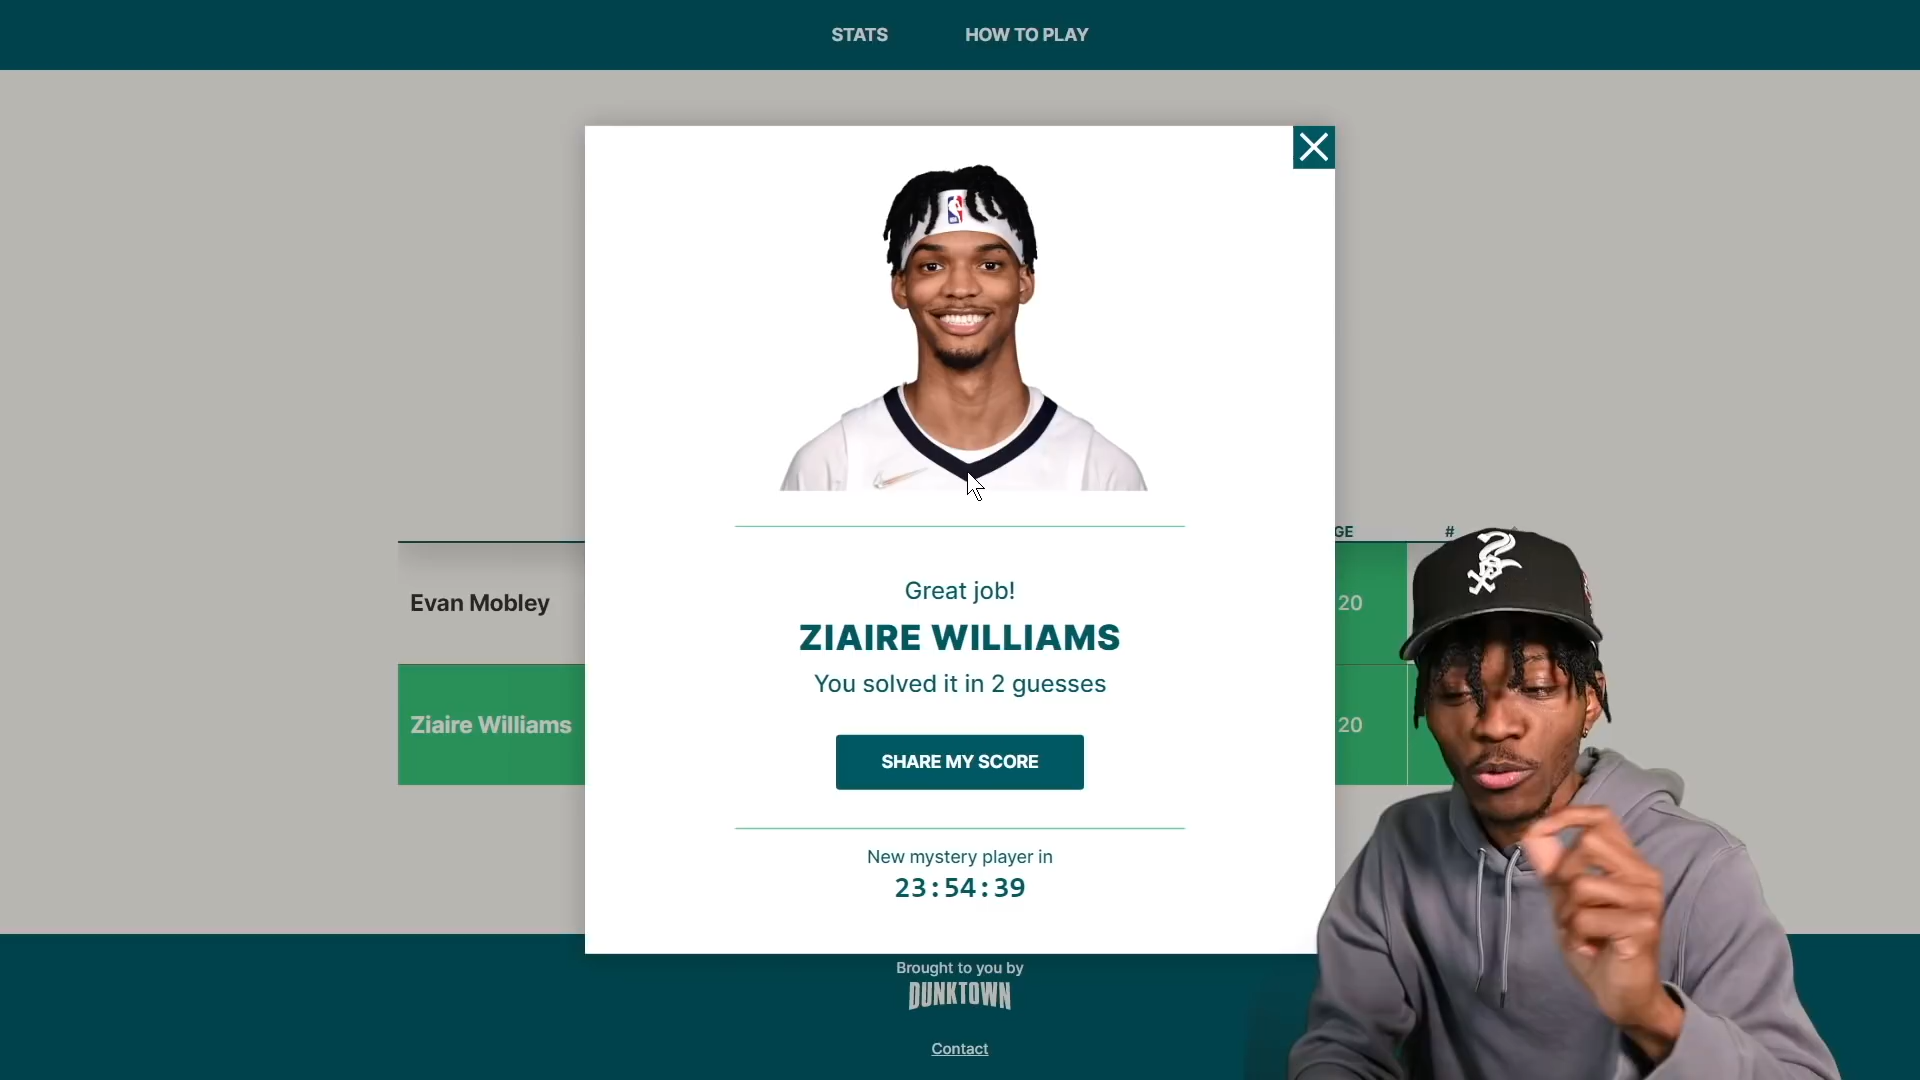 STATS HOW TO PLAY
GE #
Evan Mobley 20
Ziaire Williams 20
Great job!
ZIAIRE WILLIAMS
You solved it in 2 guesses
SHARE MY SCORE
New mystery player in
23:54:39
Brought to you by
DUNKTOWN
Contact